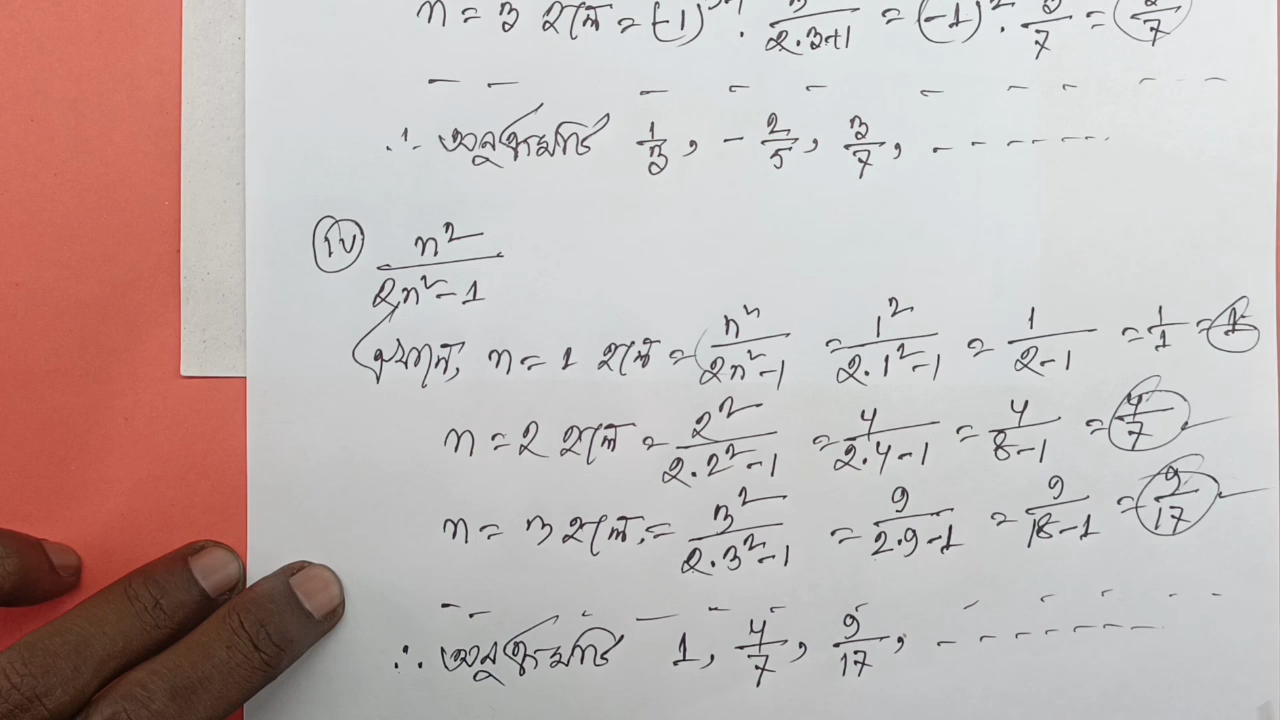 n = 3 হলে = (-1)³⁺¹ · 3/(2·3+1) = (-1)² · 3/7 = 3/7
- - - - - - - - - -
∴ অনুক্রমটি 1/3, -2/5, 3/7, - - - - - - -
(iv) n²/(2n²-1)
এখানে, n = 1 হলে = n²/(2n²-1) = 1²/(2·1²-1) = 1/(2-1) = 1/1 = 1
n = 2 হলে = 2²/(2·2²-1) = 4/(2·4-1) = 4/(8-1) = 4/7
n = 3 হলে, = 3²/(2·3²-1) = 9/(2·9-1) = 9/(18-1) = 9/17
- - - - - - - - - -
∴ অনুক্রমটি 1, 4/7, 9/17, - - - - - - - -